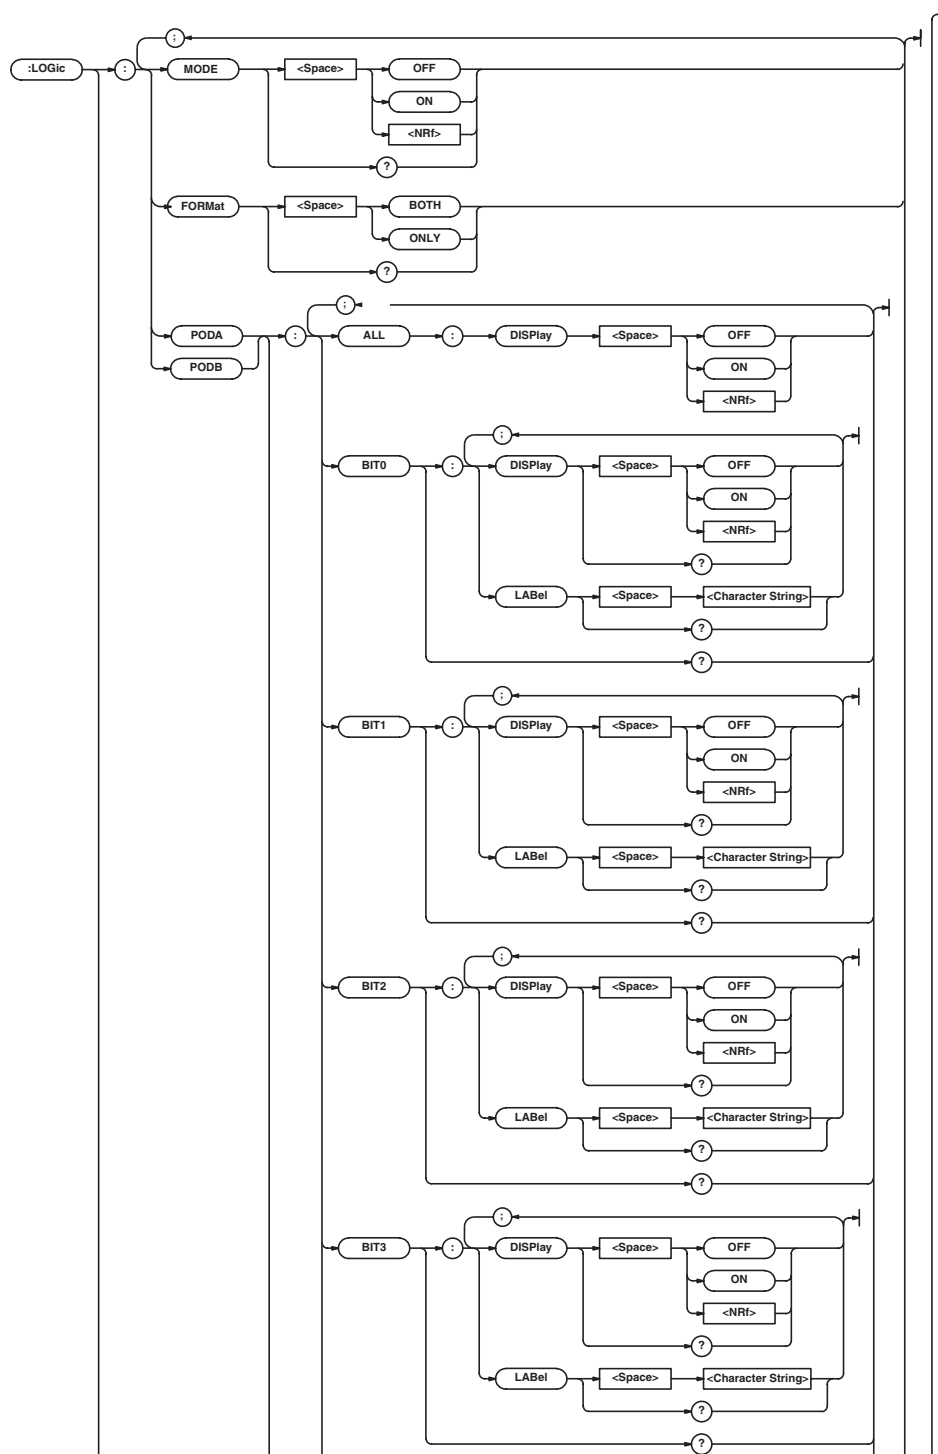 ;
:LOGic : MODE <Space> OFF
ON
<NRf>
?
FORMat <Space> BOTH
ONLY
?
;
PODA : ALL : DISPlay <Space> OFF
PODB ON
<NRf>
;
BIT0 : DISPlay <Space> OFF
ON
<NRf>
?
LABel <Space> <Character String>
?
?
;
BIT1 : DISPlay <Space> OFF
ON
<NRf>
?
LABel <Space> <Character String>
?
?
;
BIT2 : DISPlay <Space> OFF
ON
<NRf>
?
LABel <Space> <Character String>
?
?
;
BIT3 : DISPlay <Space> OFF
ON
<NRf>
?
LABel <Space> <Character String>
?
?